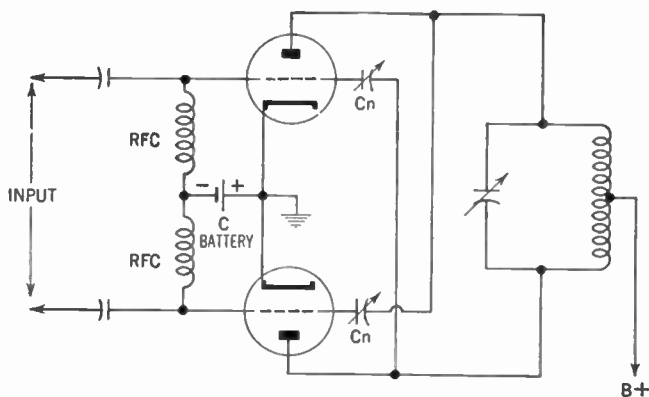 Cn
RFC
- +
INPUT
C
BATTERY
RFC
Cn
B+